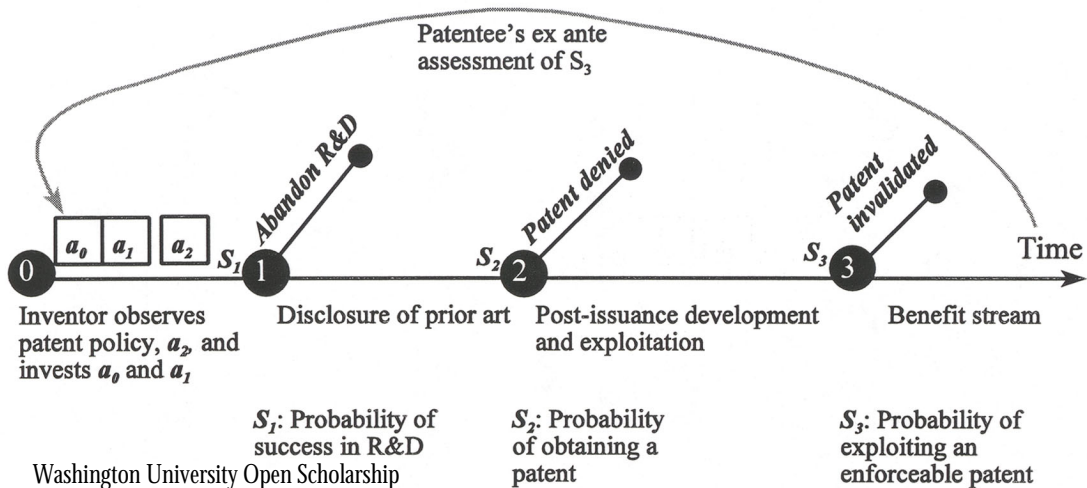 Patentee's ex ante
assessment of S3
Abandon R&D
Patent denied
Patent
invalidated
a0 a1 a2
S1 S2 S3
0 1 2 3
Time
Inventor observes
patent policy, a2, and
invests a0 and a1
Disclosure of prior art
Post-issuance development
and exploitation
Benefit stream
S1: Probability of
success in R&D
S2: Probability
of obtaining a
patent
S3: Probability of
exploiting an
enforceable patent
Washington University Open Scholarship